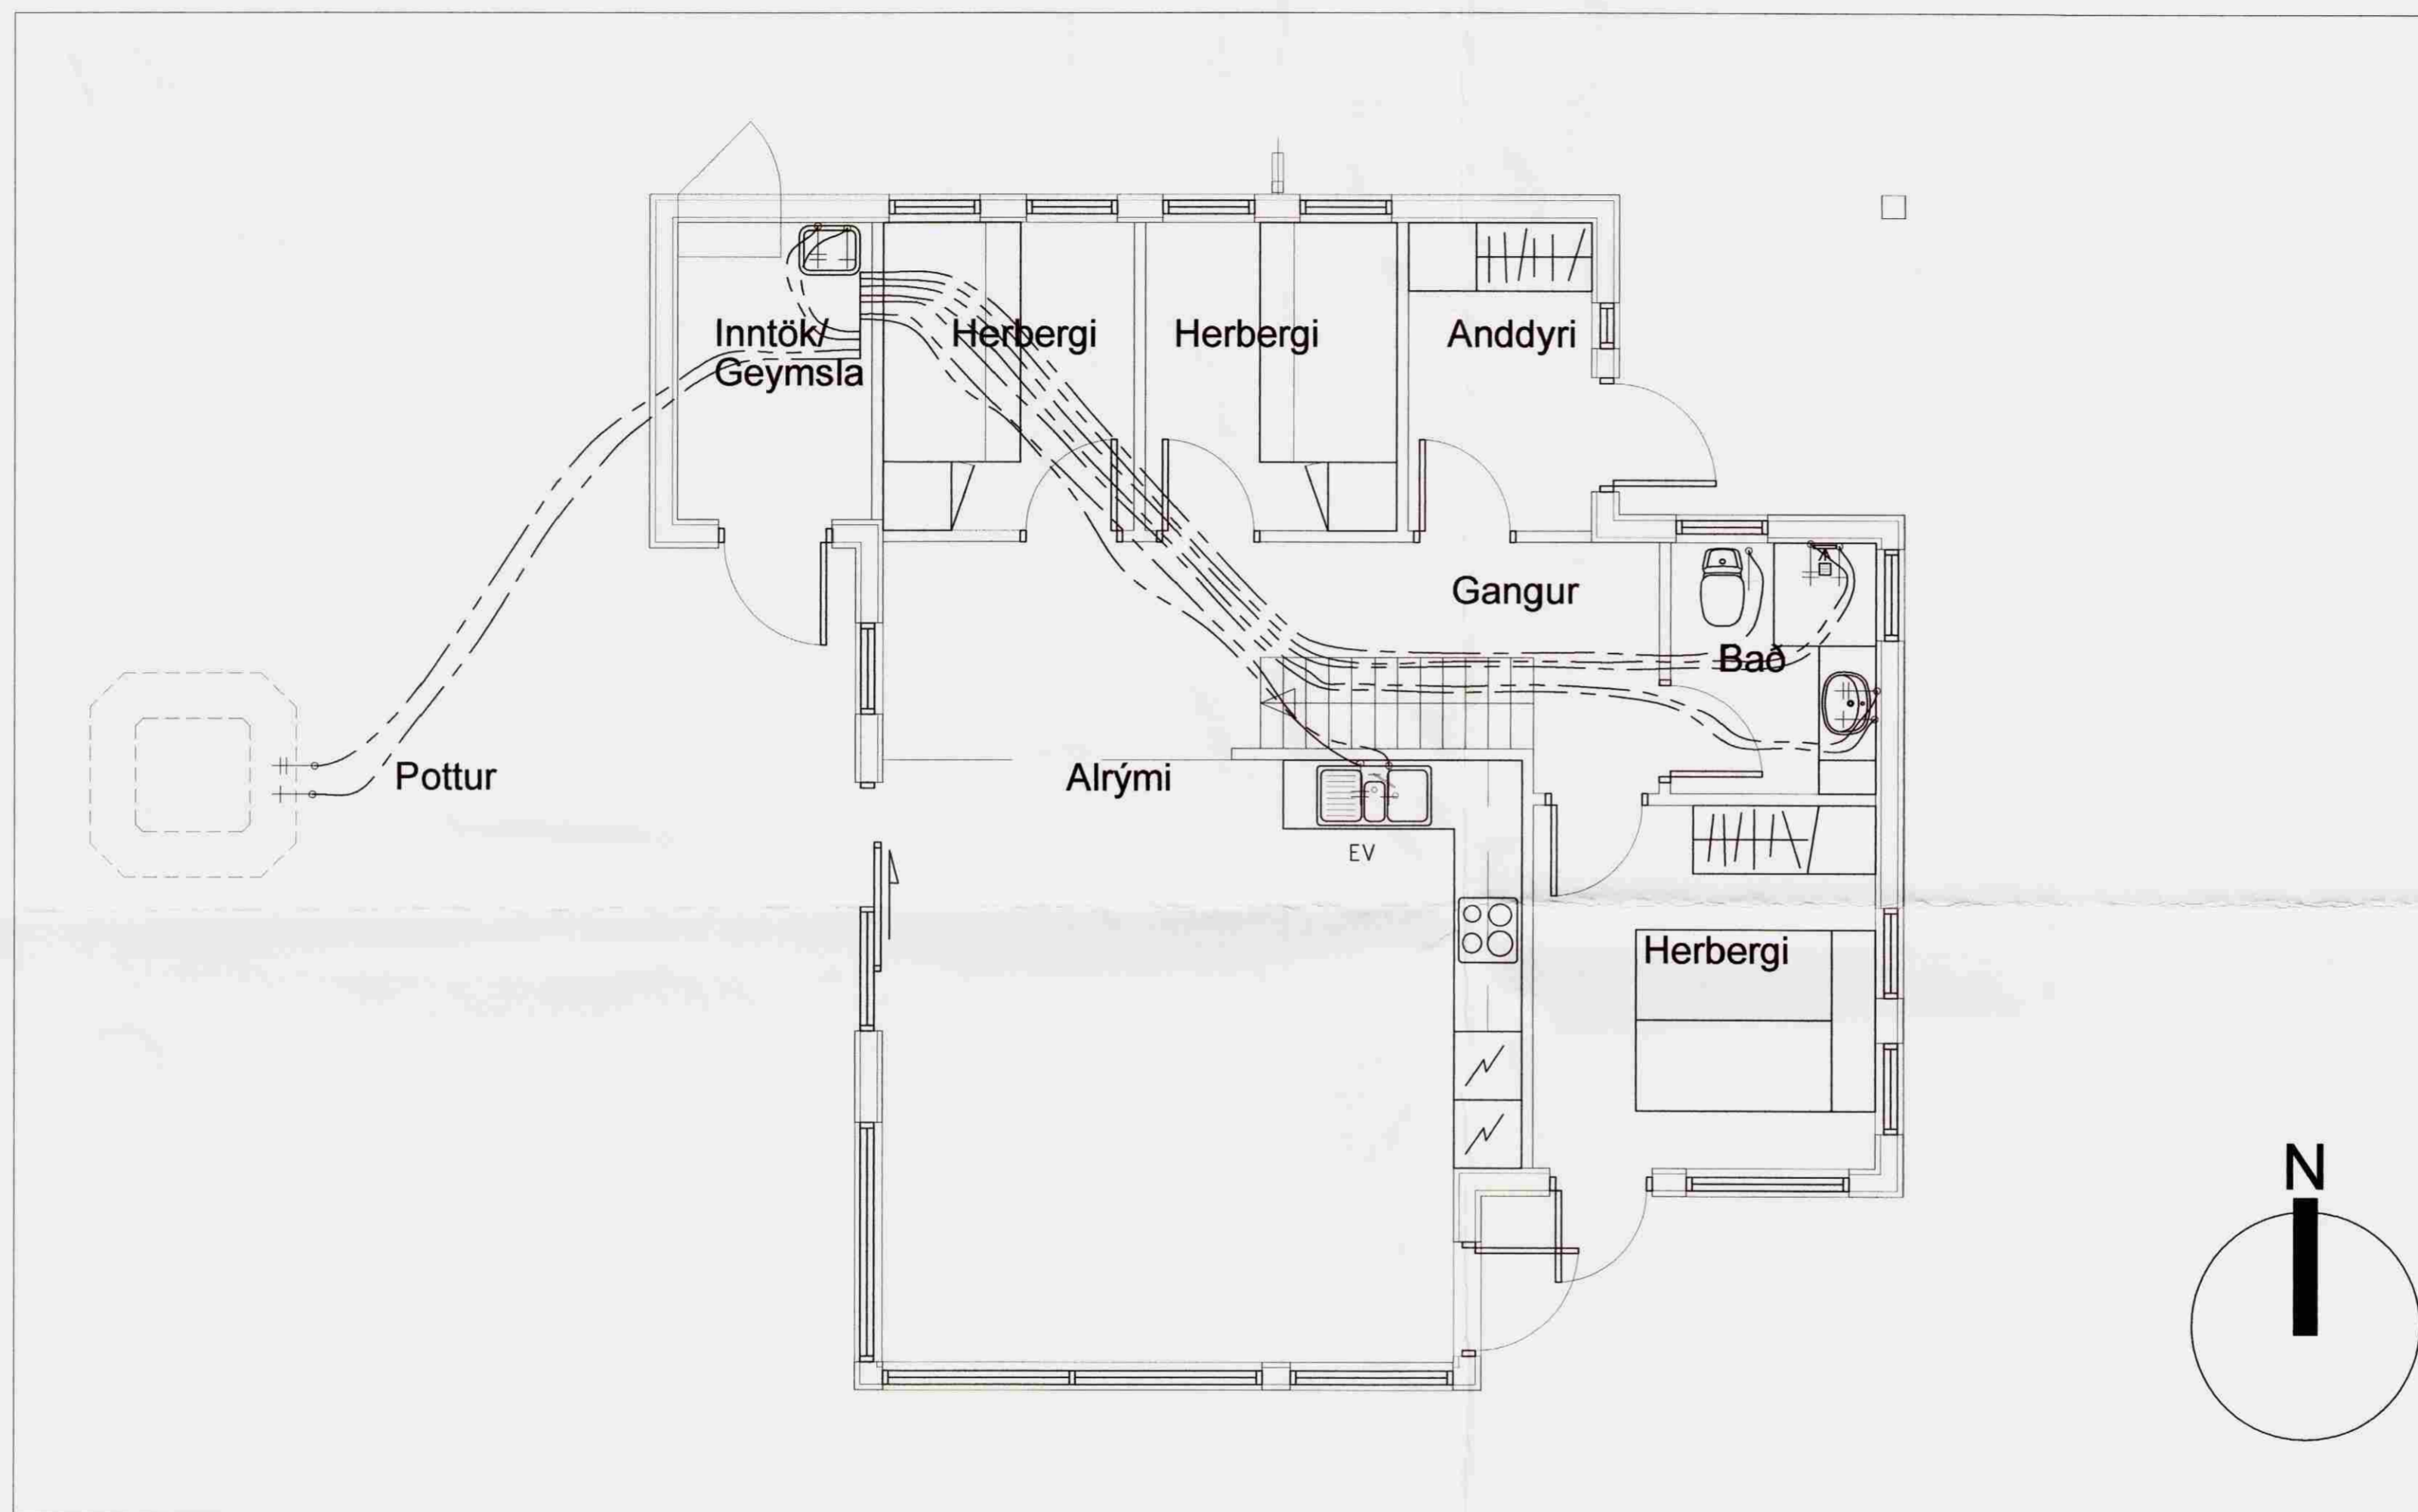 Inntök/
Geymsla
Herbergi
Herbergi
Anddyri
Gangur
Bað
Pottur
Alrými
EV
Herbergi
N